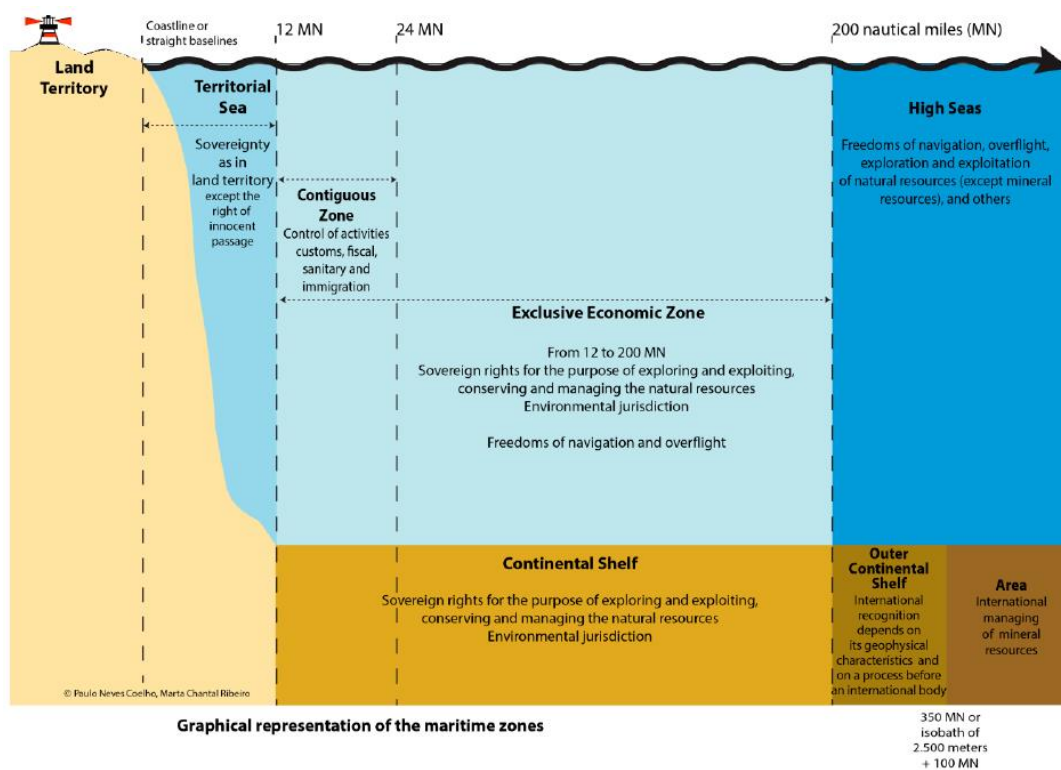 Coastline or
straight baselines
12 MN
24 MN
200 nautical miles (MN)
Land
Territory
Territorial
Sea
Sovereignty
as in
land territory
except the
right of
innocent
passage
Contiguous
Zone
Control of activities
customs, fiscal,
sanitary and
immigration
Exclusive Economic Zone
From 12 to 200 MN
Sovereign rights for the purpose of exploring and exploiting,
conserving and managing the natural resources
Environmental jurisdiction
Freedoms of navigation and overflight
High Seas
Freedoms of navigation, overflight,
exploration and exploitation
of natural resources (except mineral
resources), and others
Continental Shelf
Sovereign rights for the purpose of exploring and exploiting,
conserving and managing the natural resources
Environmental jurisdiction
Outer
Continental
Shelf
International
recognition
depends on
its geophysical
characteristics and
on a process before
an international body
Area
International
managing
of mineral
resources
© Paulo Neves Coelho, Marta Chantal Ribeiro
Graphical representation of the maritime zones
350 MN or
isobath of
2.500 meters
+ 100 MN